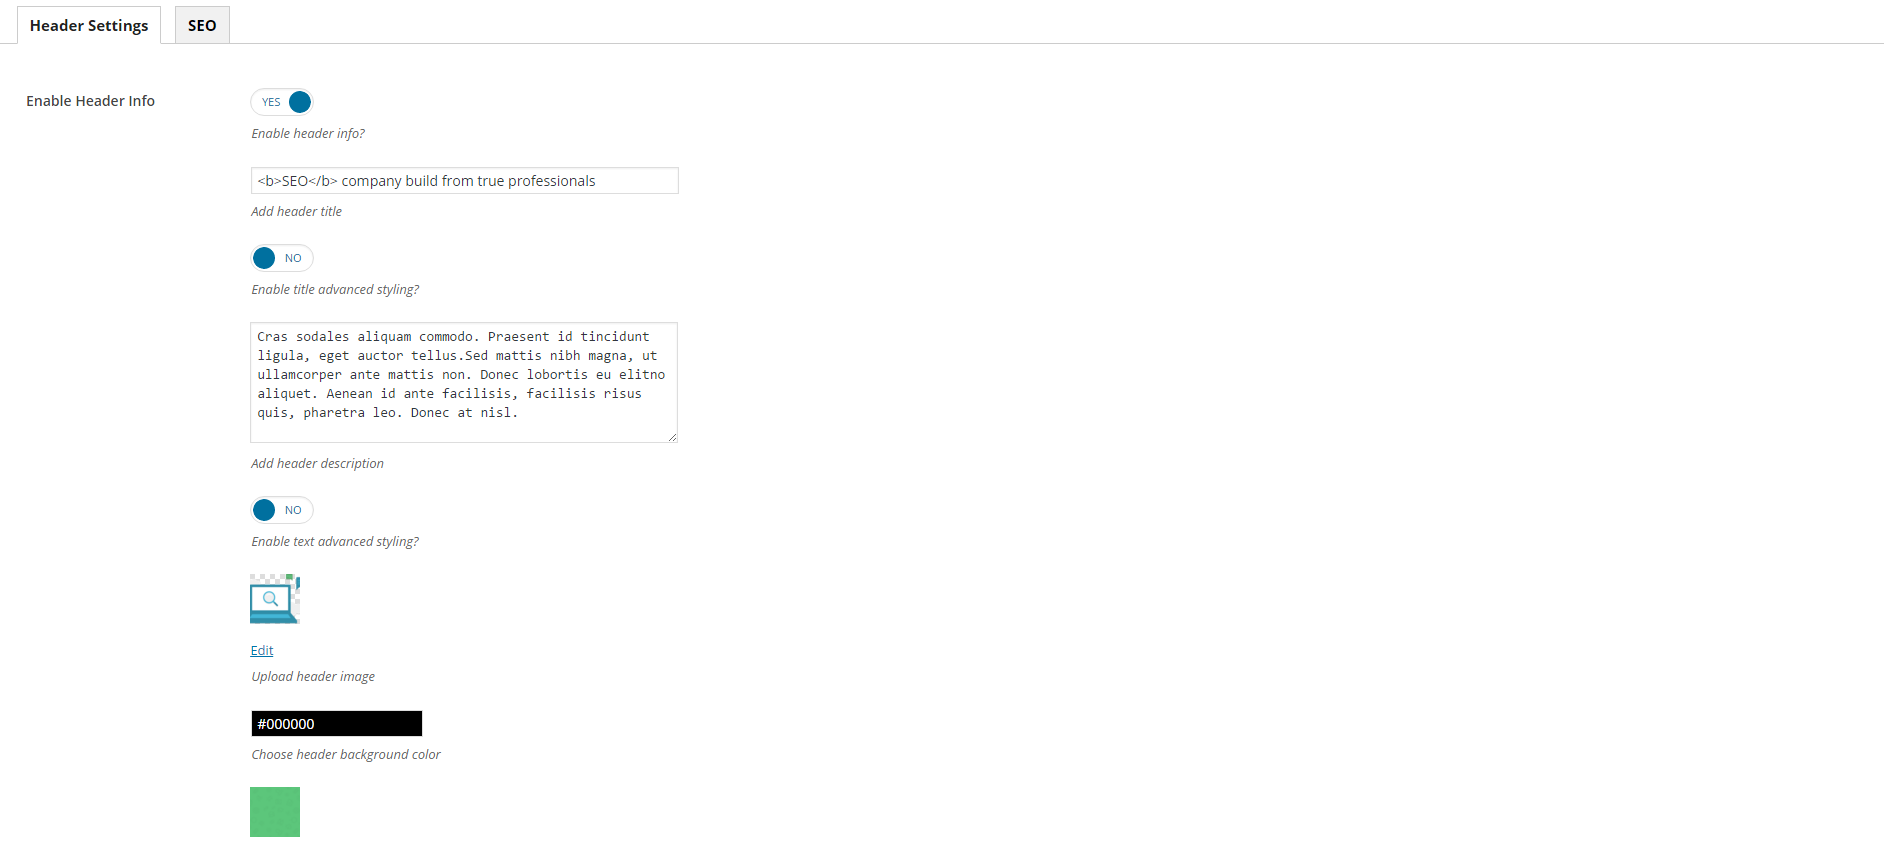 Header Settings SEO
Enable Header Info YES
Enable header info?
<b>SEO</b> company build from true professionals
Add header title
NO
Enable title advanced styling?
Cras sodales aliquam commodo. Praesent id tincidunt
ligula, eget auctor tellus.Sed mattis nibh magna, ut
ullamcorper ante mattis non. Donec lobortis eu elitno
aliquet. Aenean id ante facilisis, facilisis risus
quis, pharetra leo. Donec at nisl.
Add header description
NO
Enable text advanced styling?
Edit
Upload header image
#000000
Choose header background color